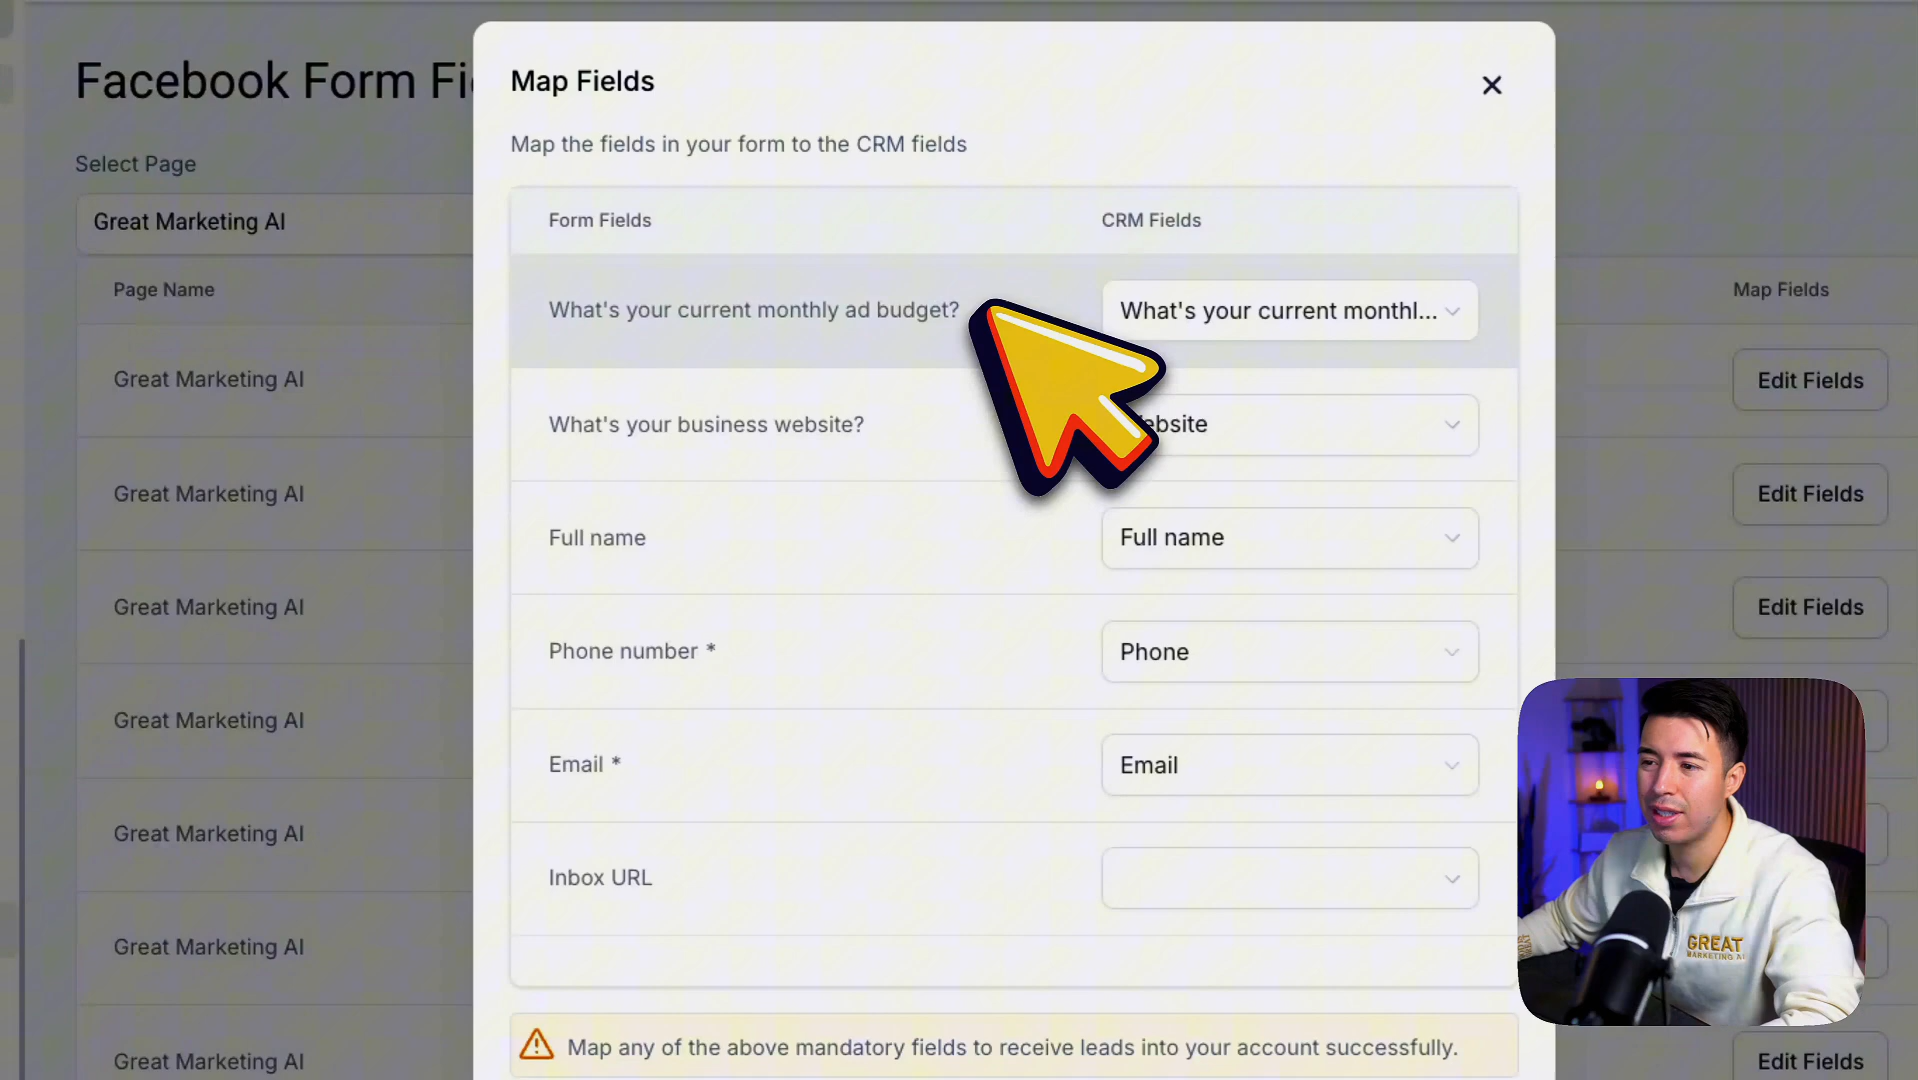 Facebook Form Fi
Select Page
Great Marketing AI
Page Name
Map Fields
Great Marketing AI
Edit Fields
Great Marketing AI
Edit Fields
Great Marketing AI
Edit Fields
Great Marketing AI
Great Marketing AI
Great Marketing AI
Great Marketing AI
Edit Fields
Map Fields
Map the fields in your form to the CRM fields
Form Fields
CRM Fields
What's your current monthly ad budget?
What's your current monthl...
What's your business website?
ebsite
Full name
Full name
Phone number *
Phone
Email *
Email
Inbox URL
Map any of the above mandatory fields to receive leads into your account successfully.
GREAT
MARKETING AI